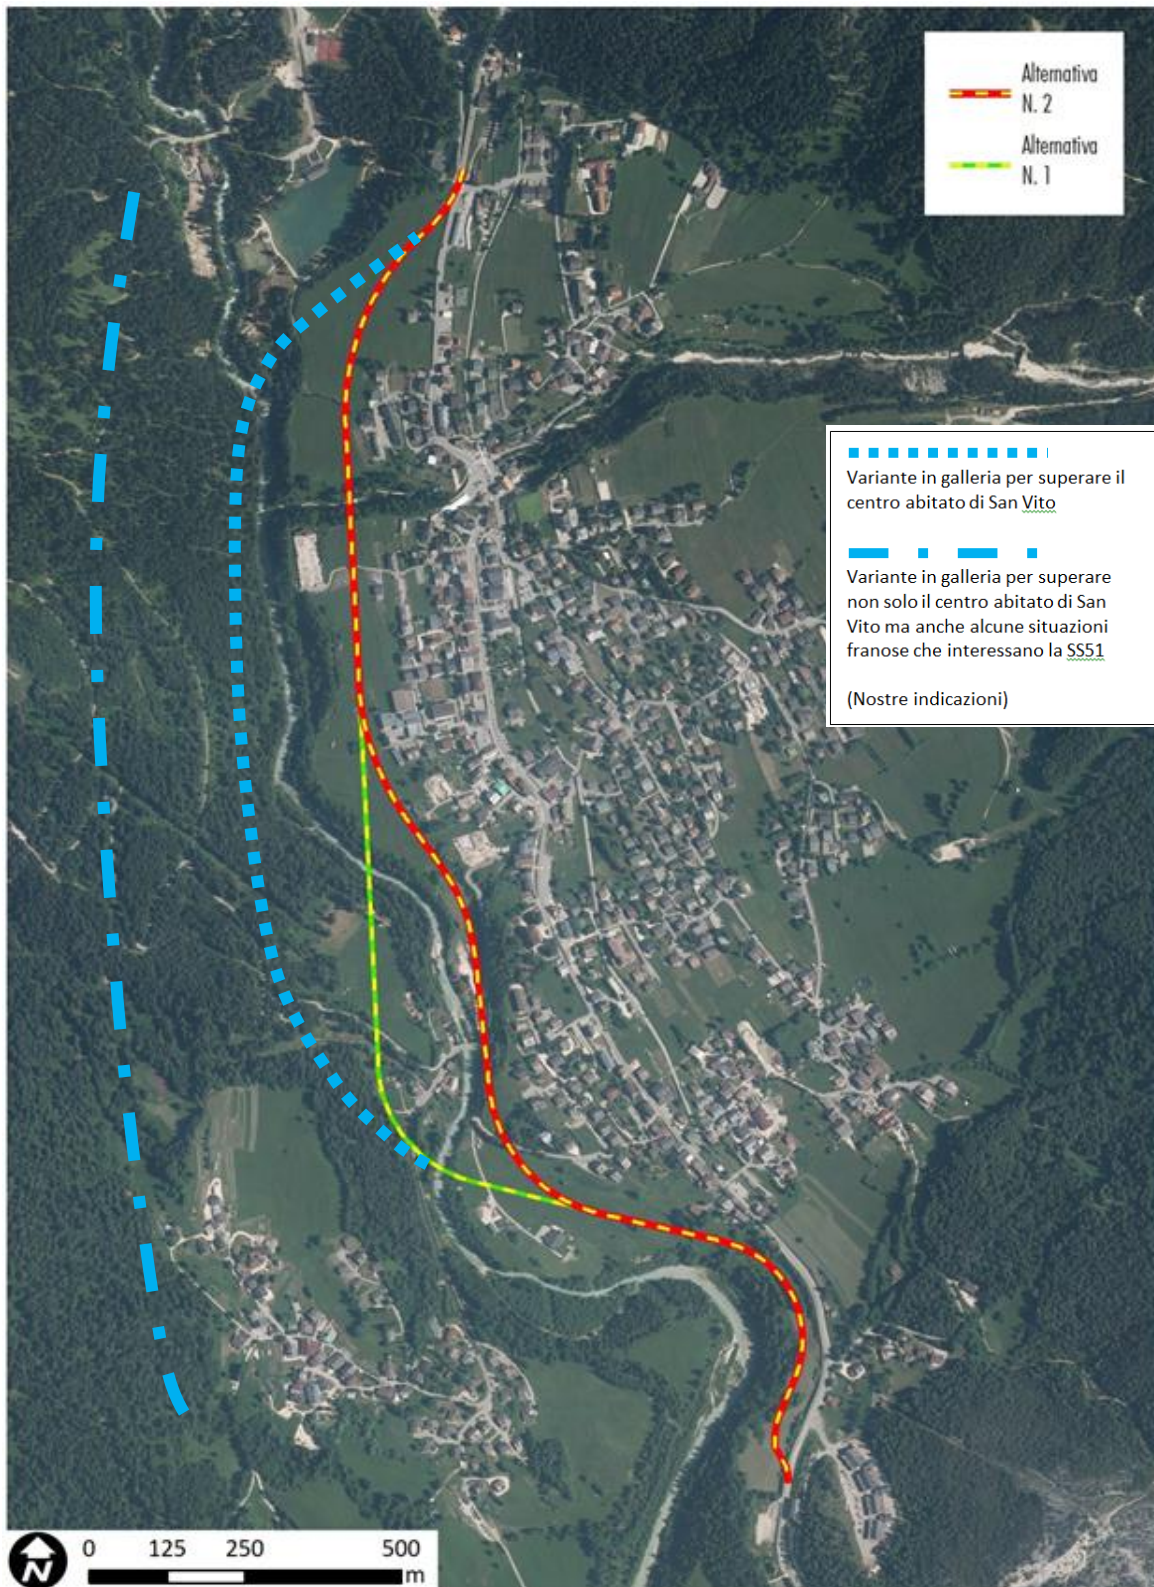 Alternativa
N. 2
Alternativa
N. 1
Variante in galleria per superare il
centro abitato di San Vito
Variante in galleria per superare
non solo il centro abitato di San
Vito ma anche alcune situazioni
franose che interessano la SS51
(Nostre indicazioni)
N
0 125 250 500
m